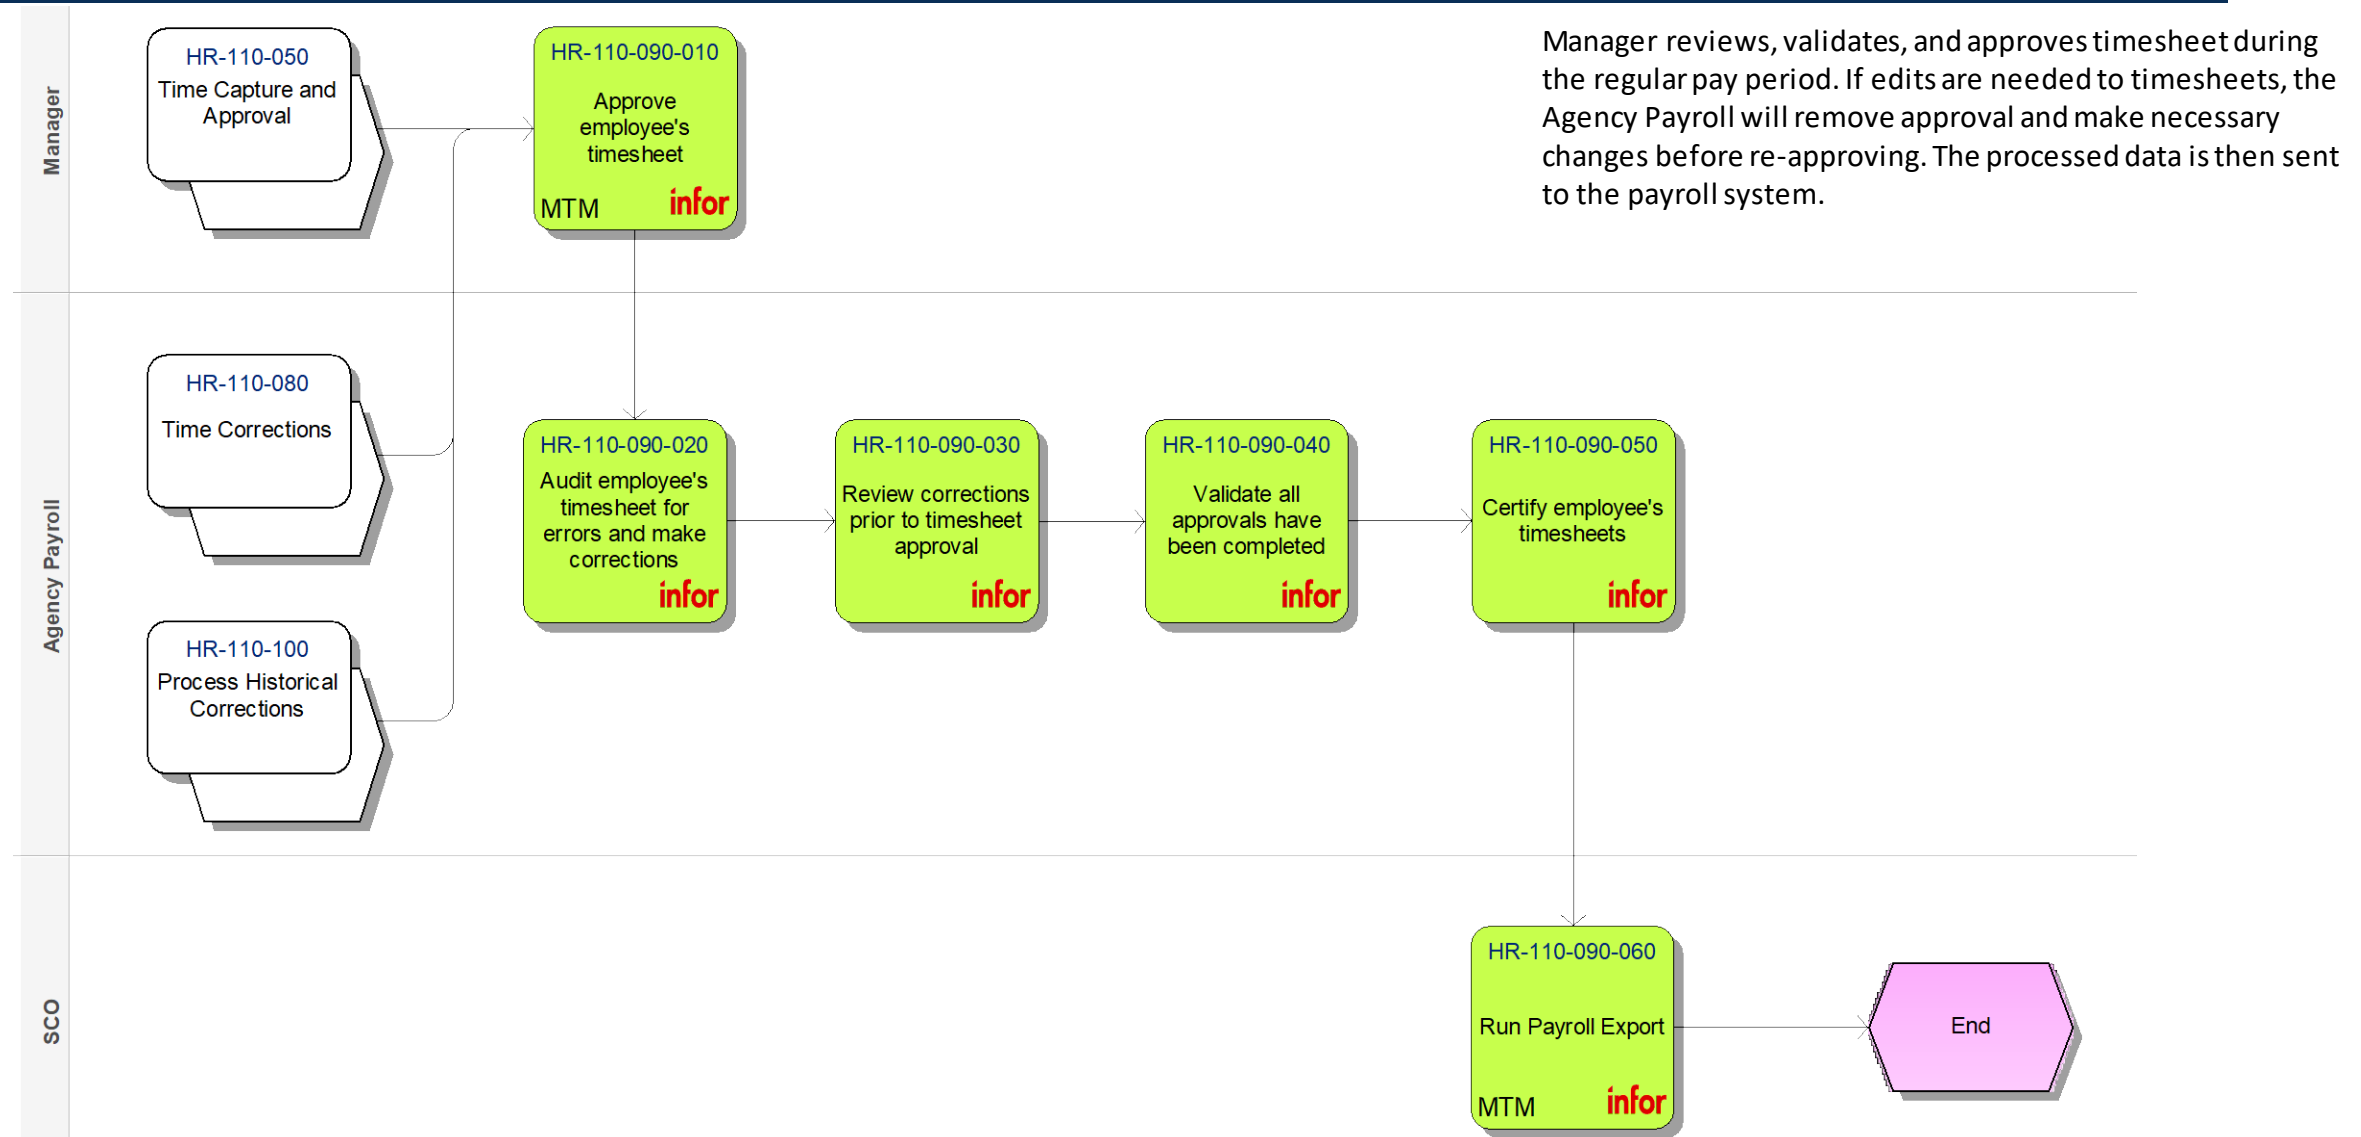 Manager
HR-110-050
Time Capture and
Approval
HR-110-090-010
Approve
employee's
timesheet
MTM
infor
Manager reviews, validates, and approves timesheet during
the regular pay period. If edits are needed to timesheets, the
Agency Payroll will remove approval and make necessary
changes before re-approving. The processed data is then sent
to the payroll system.
Agency Payroll
HR-110-080
Time Corrections
HR-110-100
Process Historical
Corrections
HR-110-090-020
Audit employee's
timesheet for
errors and make
corrections
infor
HR-110-090-030
Review corrections
prior to timesheet
approval
infor
HR-110-090-040
Validate all
approvals have
been completed
infor
HR-110-090-050
Certify employee's
timesheets
infor
SCO
HR-110-090-060
Run Payroll Export
MTM
infor
End